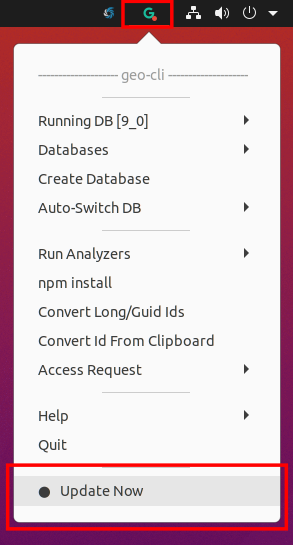 G
-------------------- geo-cli --------------------
Running DB [9_0]
Databases
Create Database
Auto-Switch DB
Run Analyzers
npm install
Convert Long/Guid Ids
Convert Id From Clipboard
Access Request
Help
Quit
Update Now